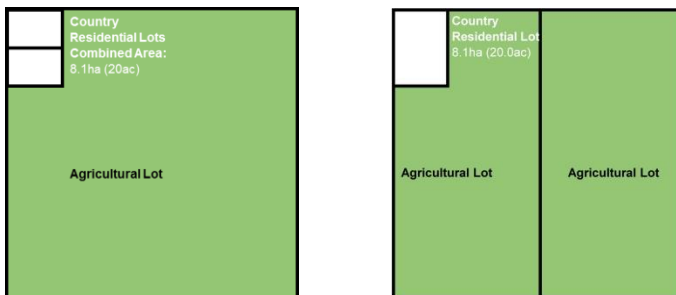 Country
Residential Lots
Combined Area:
8.1ha (20ac)
Agricultural Lot
Country
Residential Lot
8.1ha (20.0ac)
Agricultural Lot
Agricultural Lot